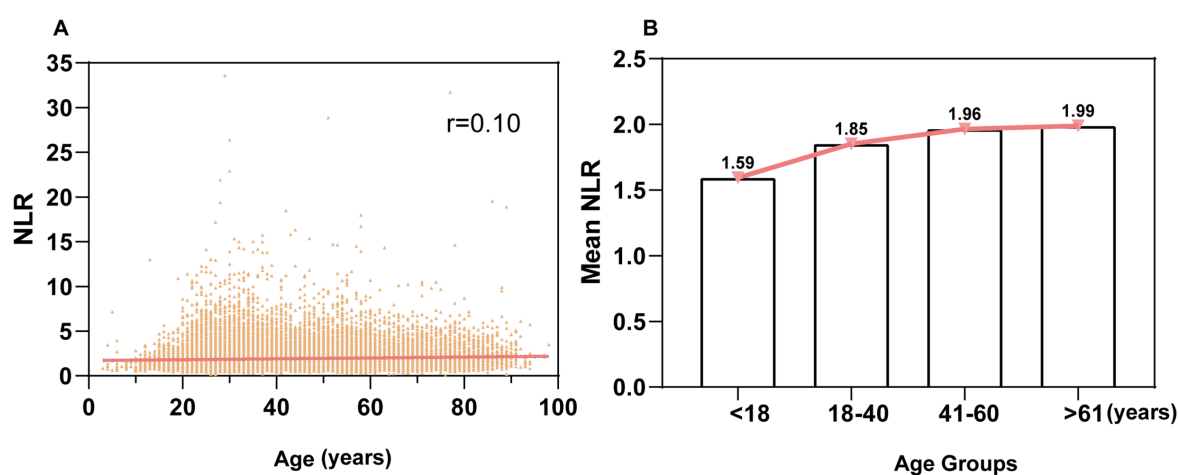 A
35
30
25
20
15
10
5
0
NLR
r=0.10
0 20 40 60 80 100
Age (years)
B
2.5
2.0
1.5
1.0
0.5
0.0
Mean NLR
1.59 1.85 1.96 1.99
<18 18-40 41-60 >61 (years)
Age Groups